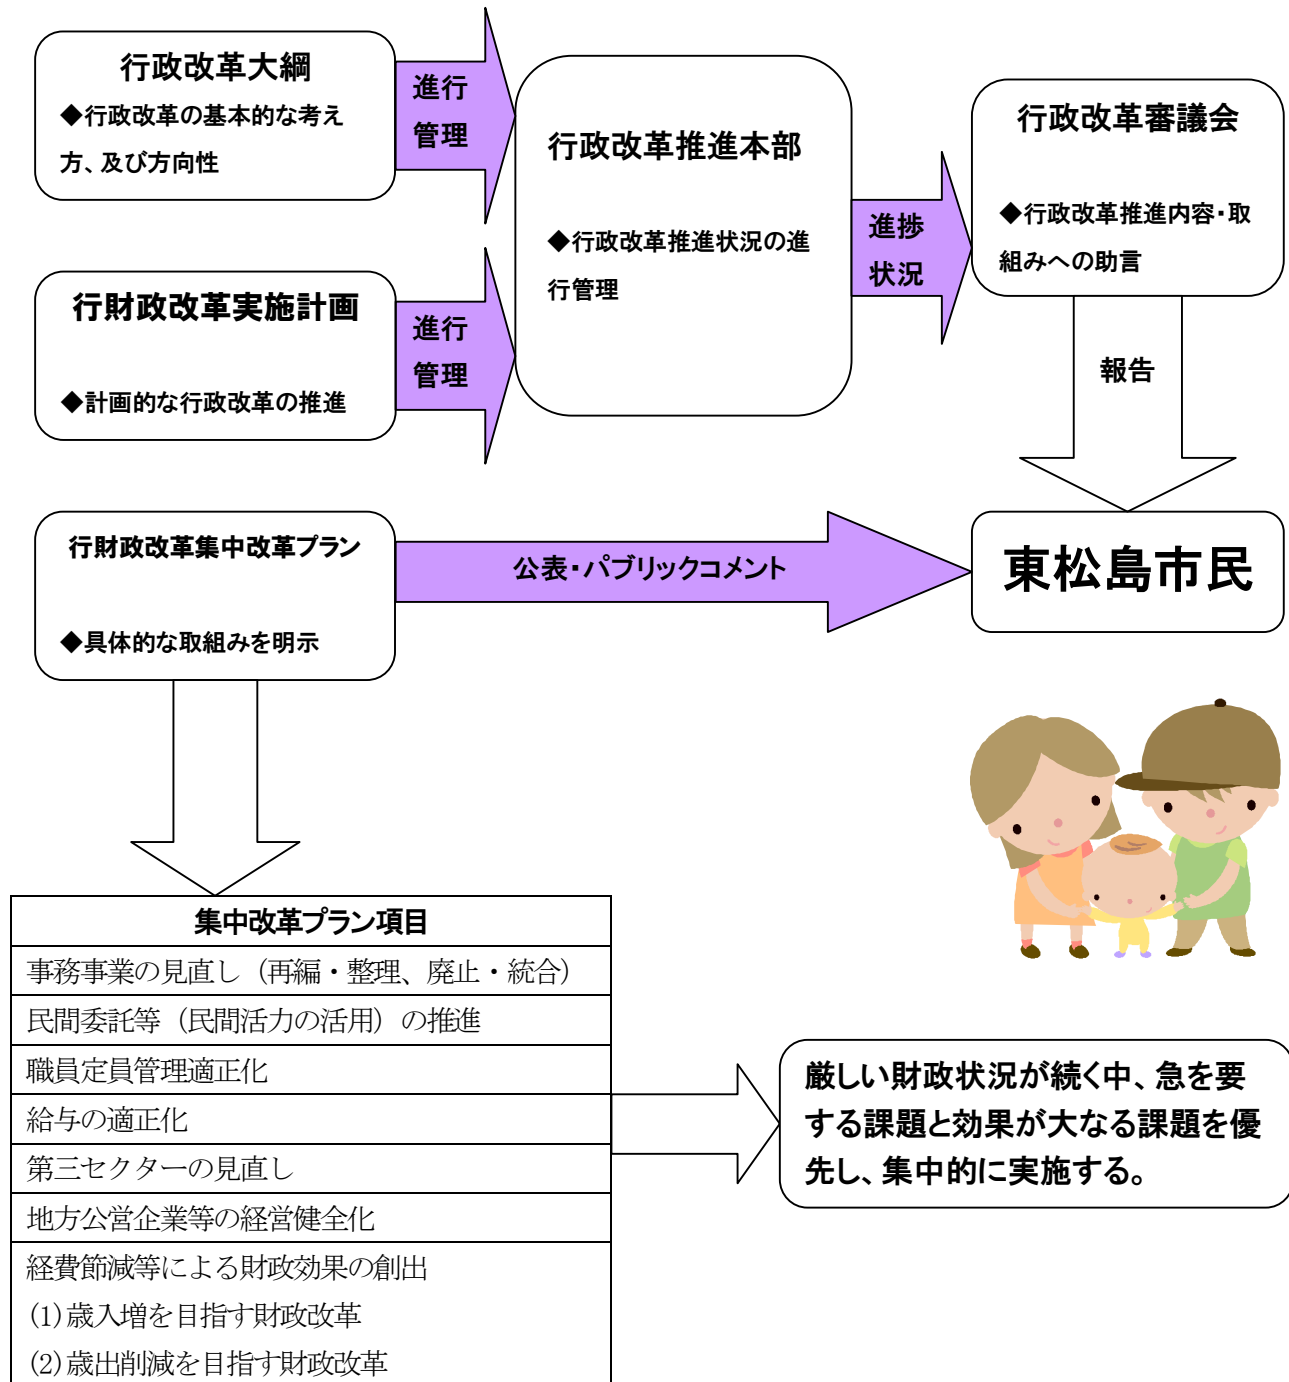 行政改革大綱
◆行政改革の基本的な考え
方、及び方向性
進行
管理
行政改革推進本部
◆行政改革推進状況の進
行管理
進捗
状況
行政改革審議会
◆行政改革推進内容・取
組みへの助言
行財政改革実施計画
◆計画的な行政改革の推進
進行
管理
報告
行財政改革集中改革プラン
◆具体的な取組みを明示
公表・パブリックコメント
東松島市民
集中改革プラン項目
事務事業の見直し（再編・整理、廃止・統合）
民間委託等（民間活力の活用）の推進
職員定員管理適正化
給与の適正化
第三セクターの見直し
地方公営企業等の経営健全化
経費節減等による財政効果の創出
(1)歳入増を目指す財政改革
(2)歳出削減を目指す財政改革
厳しい財政状況が続く中、急を要
する課題と効果が大なる課題を優
先し、集中的に実施する。